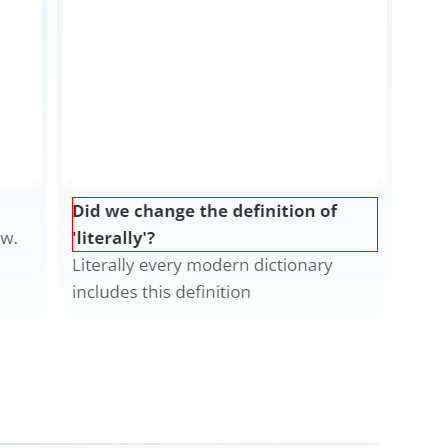 w.
Did we change the definition of
'literally'?
Literally every modern dictionary
includes this definition